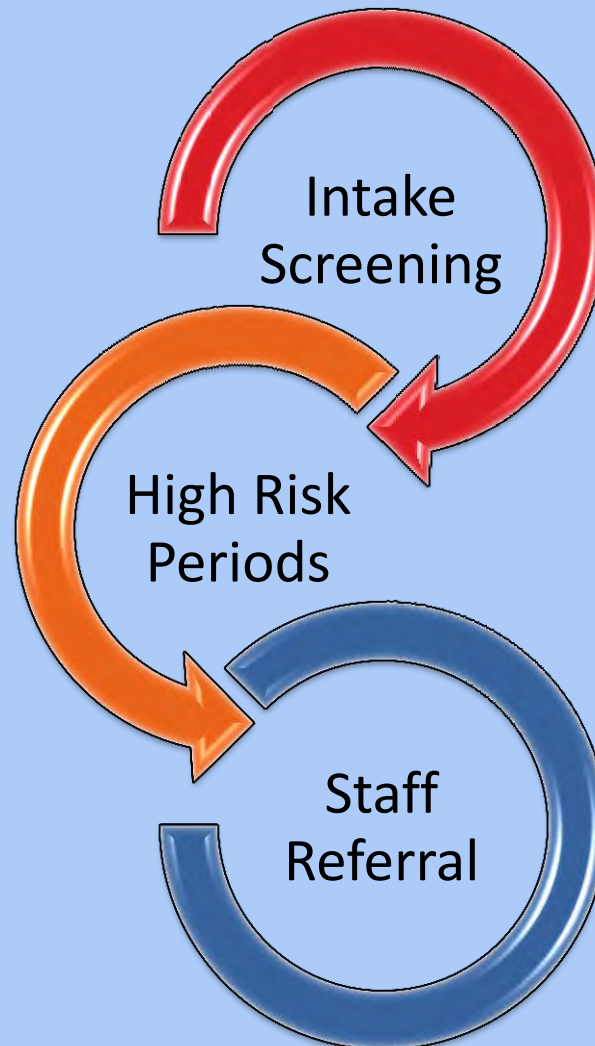 Intake
Screening
High Risk
Periods
Staff
Referral